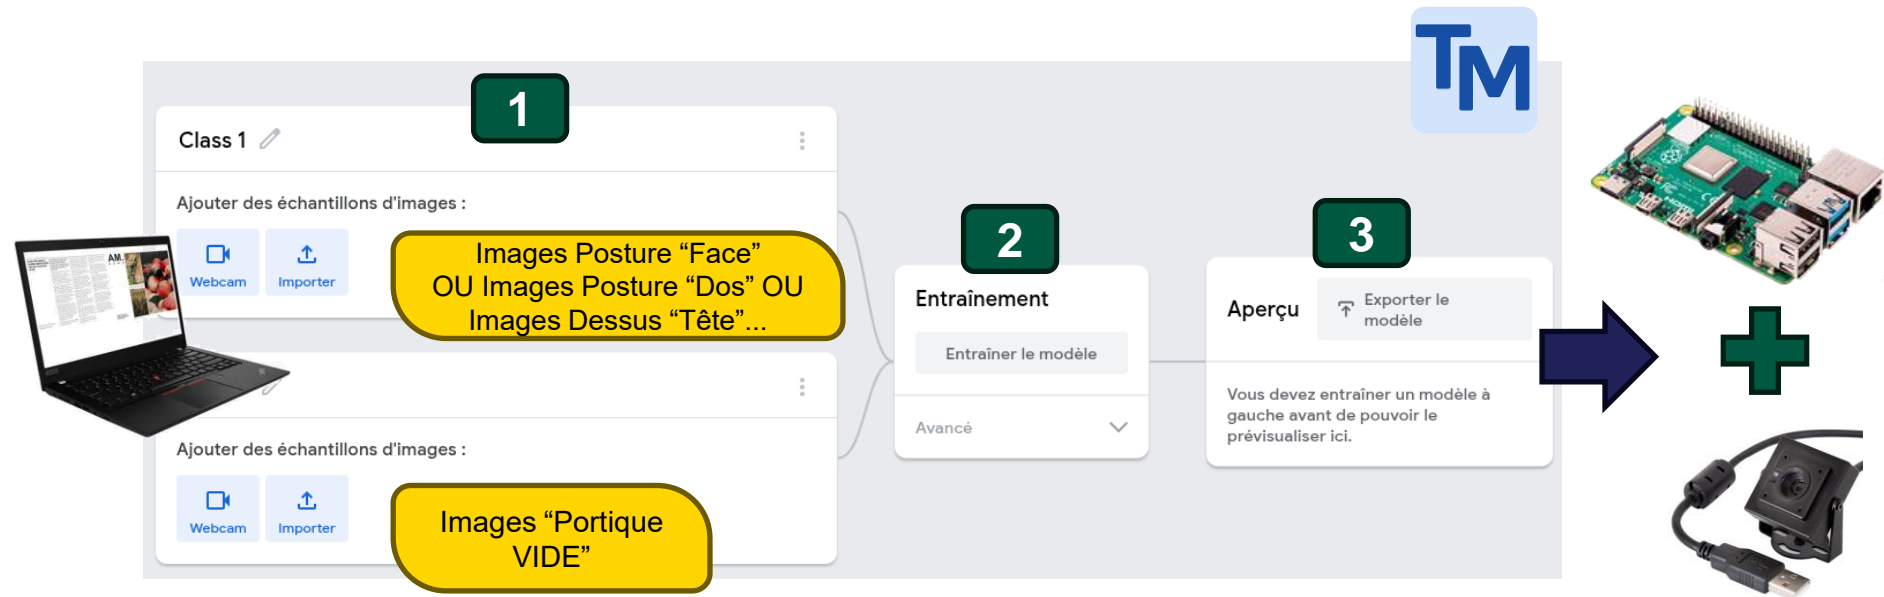 TM
1
Class 1
Ajouter des échantillons d'images :
Webcam
Importer
Images Posture “Face”
OU Images Posture “Dos” OU
Images Dessus “Tête”...
Ajouter des échantillons d'images :
Webcam
Importer
Images “Portique
VIDE”
2
Entraînement
Entraîner le modèle
Avancé
3
Aperçu
Exporter le
modèle
Vous devez entraîner un modèle à
gauche avant de pouvoir le
prévisualiser ici.
AM.
HDMI